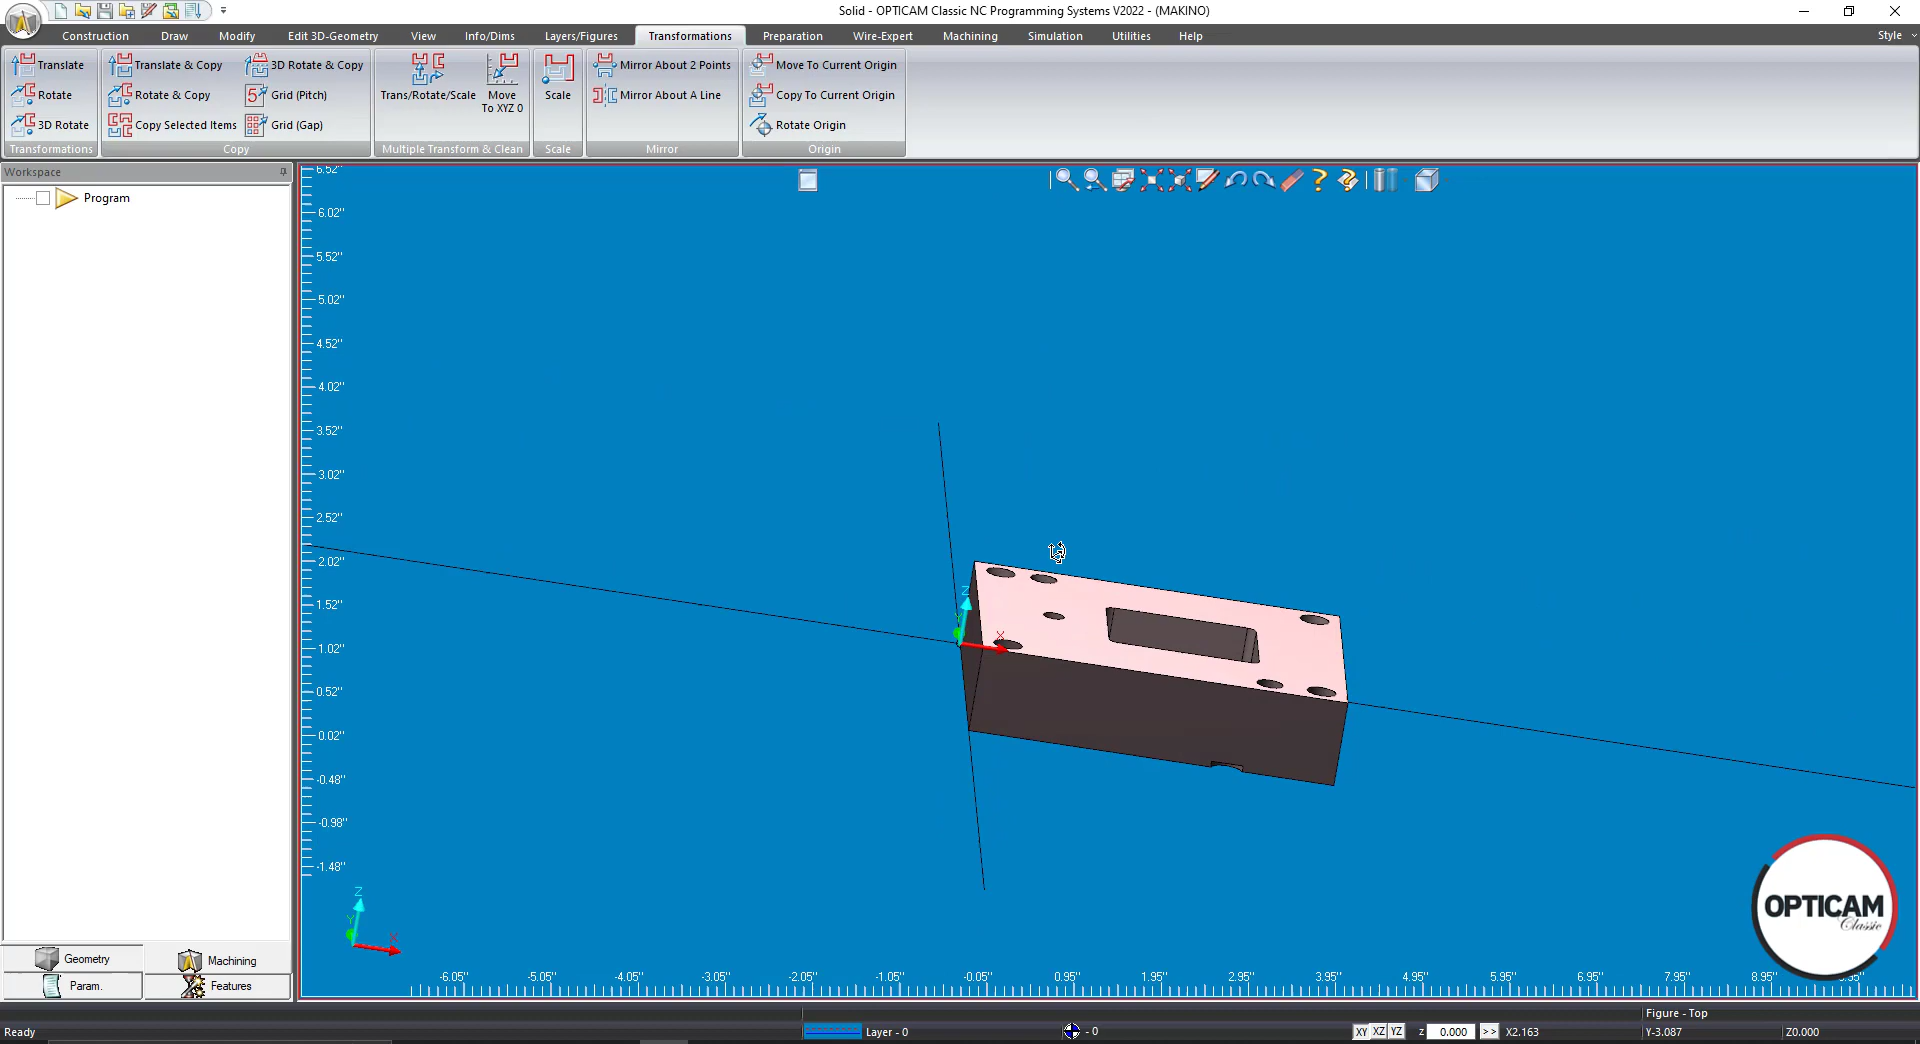 Solid - OPTICAM Classic NC Programming Systems V2022 - (MAKINO)
Construction Draw Modify Edit 3D-Geometry View Info/Dims Layers/Figures Transformations Preparation Wire-Expert Machining Simulation Utilities Help Style
Translate Translate & Copy 3D Rotate & Copy Trans/Rotate/Scale Move To XYZ 0 Scale Mirror About 2 Points Move To Current Origin
Rotate Rotate & Copy Grid (Pitch) Mirror About A Line Copy To Current Origin
3D Rotate Copy Selected Items Grid (Gap) Rotate Origin
Transformations Copy Multiple Transform & Clean Scale Mirror Origin
Workspace
Program
6.52"
6.02"
5.52"
5.02"
4.52"
4.02"
3.52"
3.02"
2.52"
2.02"
1.52"
1.02"
0.52"
0.02"
-0.48"
-0.98"
-1.48"
Z
X
Z
Y
X
OPTICAM
Classic
-6.05" -5.05" -4.05" -3.05" -2.05" -1.05" -0.05" 0.95" 1.95" 2.95" 3.95" 4.95" 5.95" 6.95" 7.95" 8.95"
Geometry Machining
Param. Features
Figure - Top
Ready Layer - 0 - 0 XY XZ YZ z 0.000 >> X2.163 Y-3.087 Z0.000